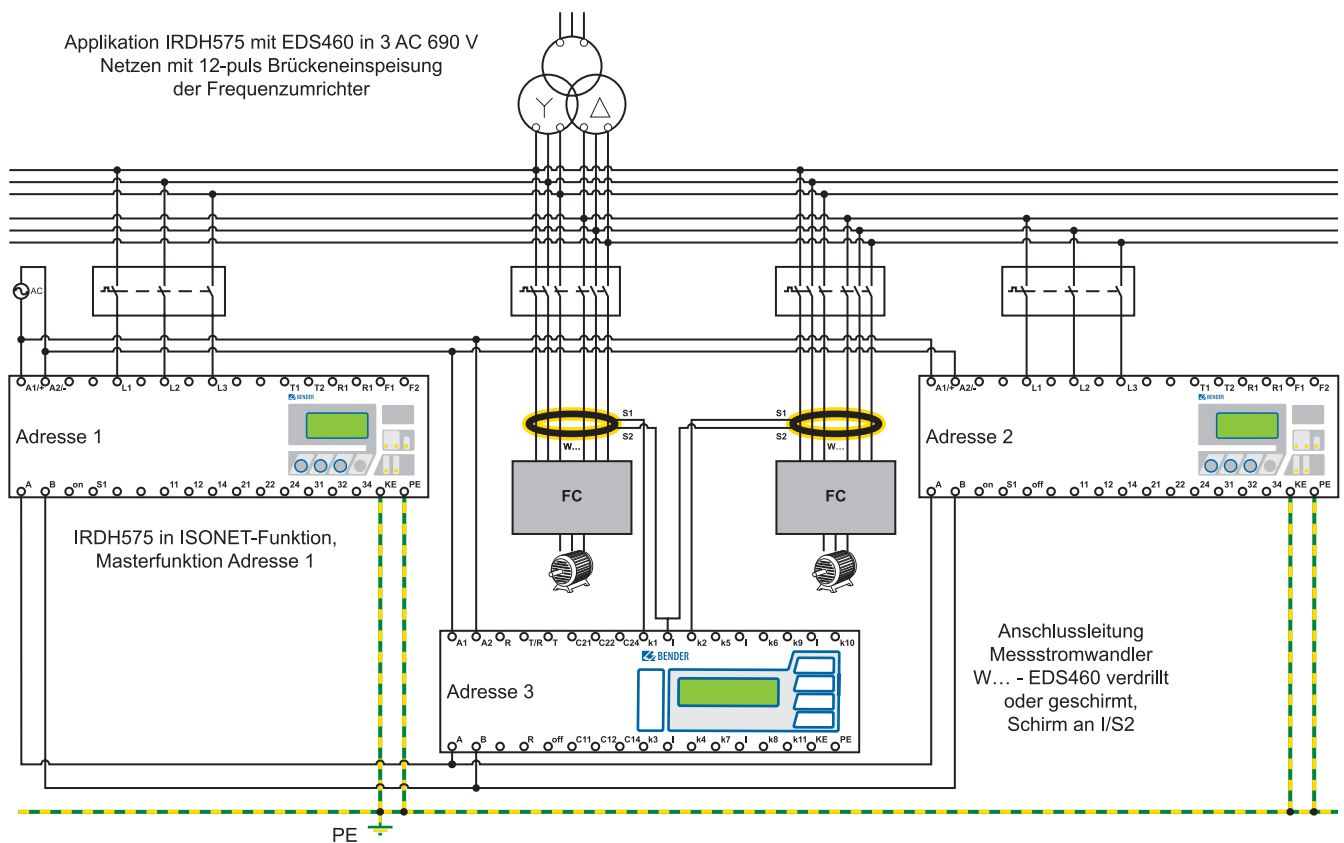 Applikation IRDH575 mit EDS460 in 3 AC 690 V
Netzen mit 12-puls Brückeneinspeisung
der Frequenzumrichter
AC
A1/+ A2/- L1 L2 L3 T1 T2 R1 R1 F1 F2
BENDER
Adresse 1
A B on S1 11 12 14 21 22 24 31 32 34 KE PE
IRDH575 in ISONET-Funktion,
Masterfunktion Adresse 1
S1
S2
W...
FC
S1
S2
W...
FC
A1/+ A2/- L1 L2 L3 T1 T2 R1 R1 F1 F2
BENDER
Adresse 2
A B on S1 off 11 12 14 21 22 24 31 32 34 KE PE
A1 A2 R T/R T C21 C22 C24 k1 I k2 k5 I k6 k9 I k10
BENDER
Adresse 3
A B R off C11 C12 C14 k3 I k4 k7 I k8 k11 KE PE
Anschlussleitung
Messstromwandler
W... - EDS460 verdrillt
oder geschirmt,
Schirm an I/S2
PE